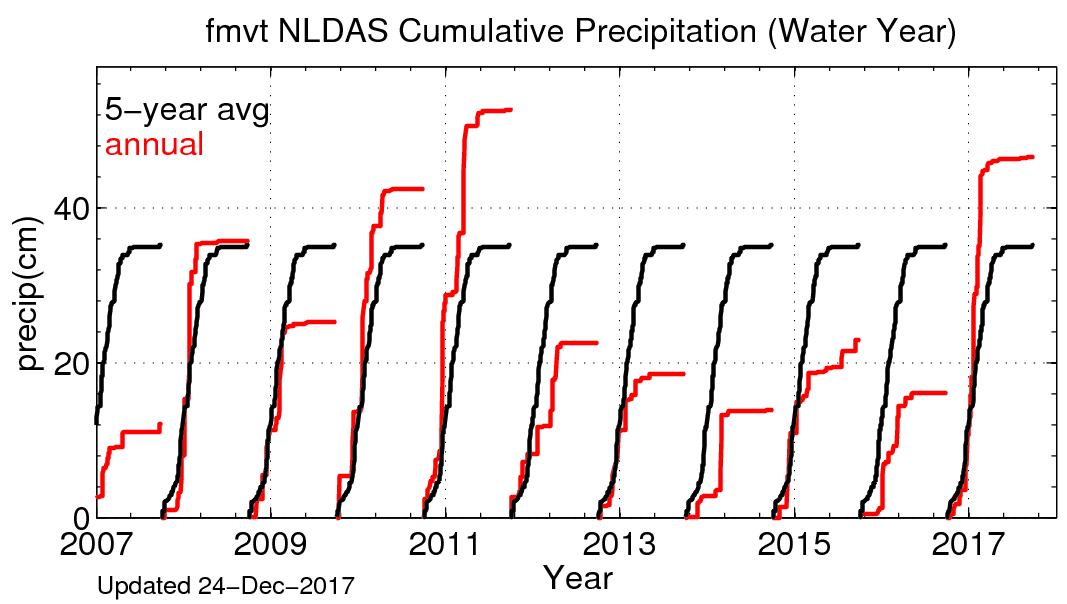 fmvt NLDAS Cumulative Precipitation (Water Year)
5−year avg
annual
precip(cm)
40
20
0
2007 2009 2011 2013 2015 2017
Year
Updated 24−Dec−2017